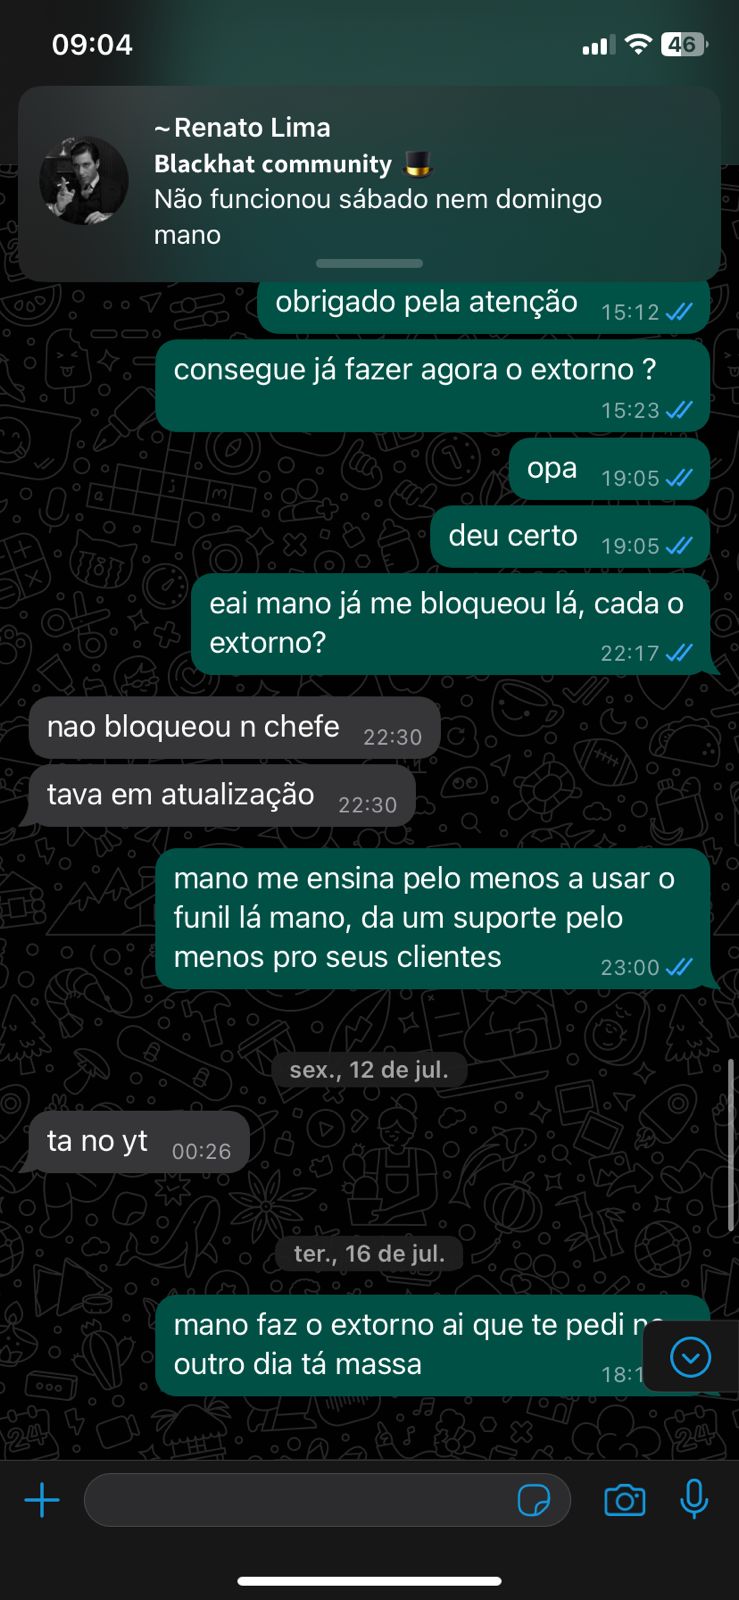 09:04
46
~Renato Lima
Blackhat community 🎩
Não funcionou sábado nem domingo
mano
obrigado pela atenção 15:12
consegue já fazer agora o extorno ?
15:23
opa 19:05
deu certo 19:05
eai mano já me bloqueou lá, cada o
extorno? 22:17
nao bloqueou n chefe 22:30
tava em atualização 22:30
mano me ensina pelo menos a usar o
funil lá mano, da um suporte pelo
menos pro seus clientes 23:00
sex., 12 de jul.
ta no yt 00:26
ter., 16 de jul.
mano faz o extorno ai que te pedi
outro dia tá massa